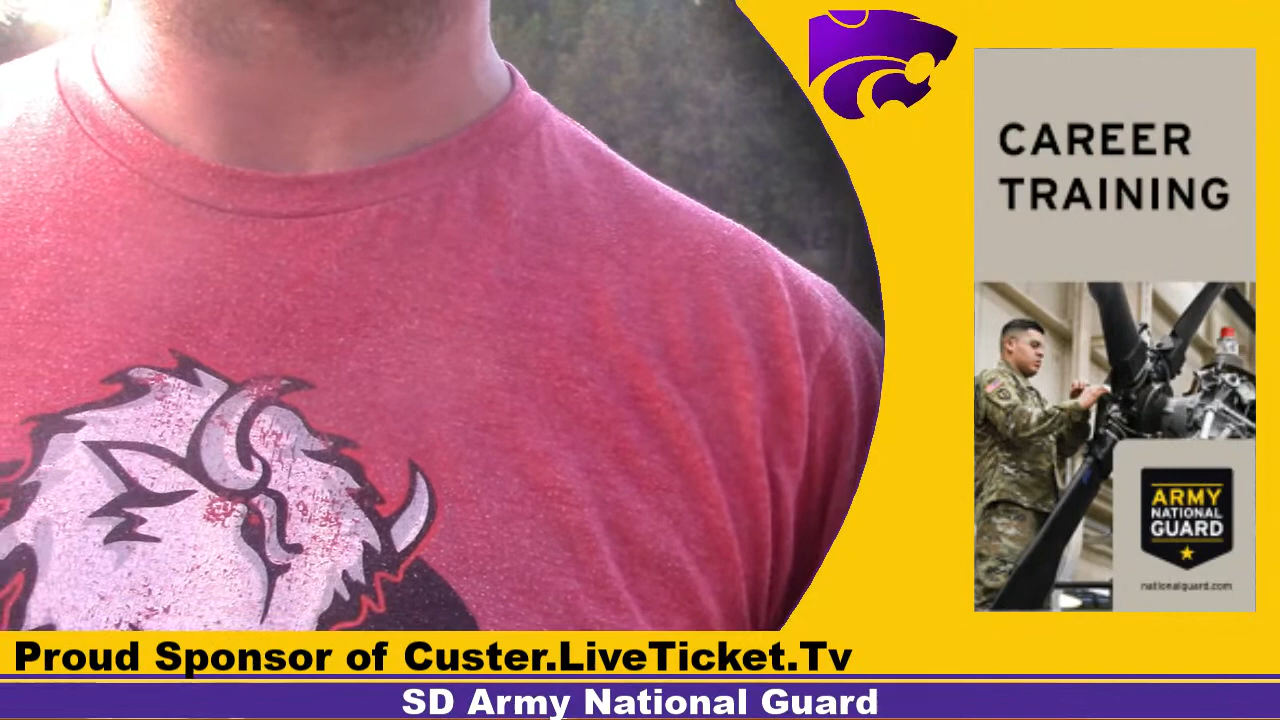 CAREER
TRAINING
ARMY
NATIONAL
GUARD
nationalguard.com
Proud Sponsor of Custer.LiveTicket.Tv
SD Army National Guard